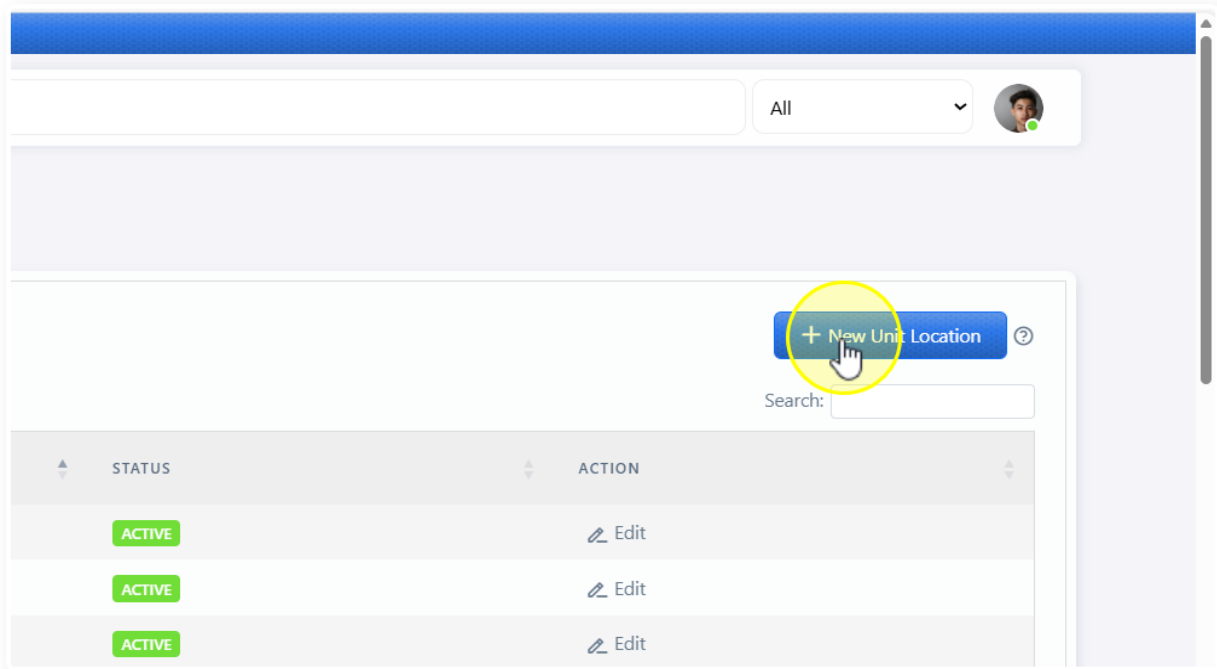 All
New Unit Location
Search:
STATUS ACTION
ACTIVE Edit
ACTIVE Edit
ACTIVE Edit